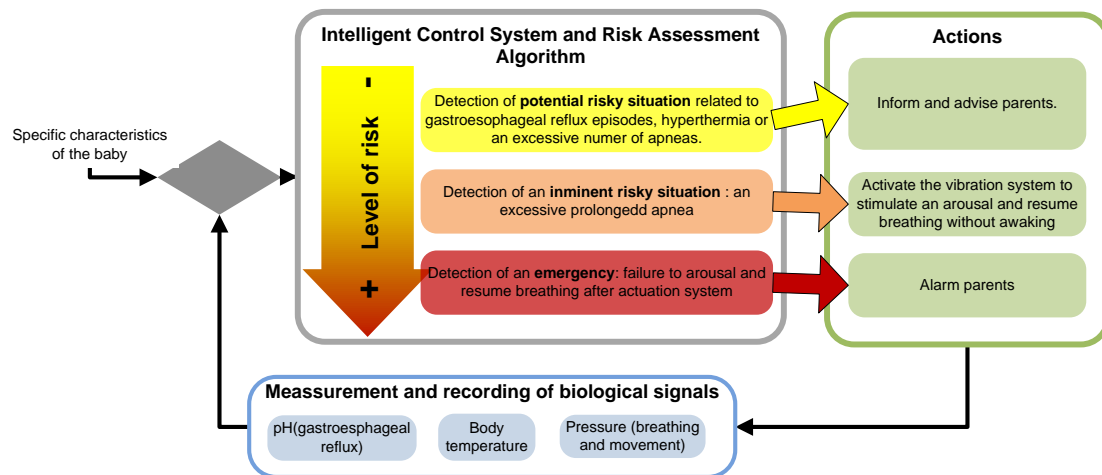 Intelligent Control System and Risk Assessment
Algorithm
Actions
Specific characteristics
of the baby
- Level of risk +
Detection of potential risky situation related to
gastroesophageal reflux episodes, hyperthermia or
an excessive numer of apneas.
Inform and advise parents.
Detection of an inminent risky situation : an
excessive prolongedd apnea
Activate the vibration system to
stimulate an arousal and resume
breathing without awaking
Detection of an emergency: failure to arousal and
resume breathing after actuation system
Alarm parents
Meassurement and recording of biological signals
pH(gastroesphageal
reflux)
Body
temperature
Pressure (breathing
and movement)